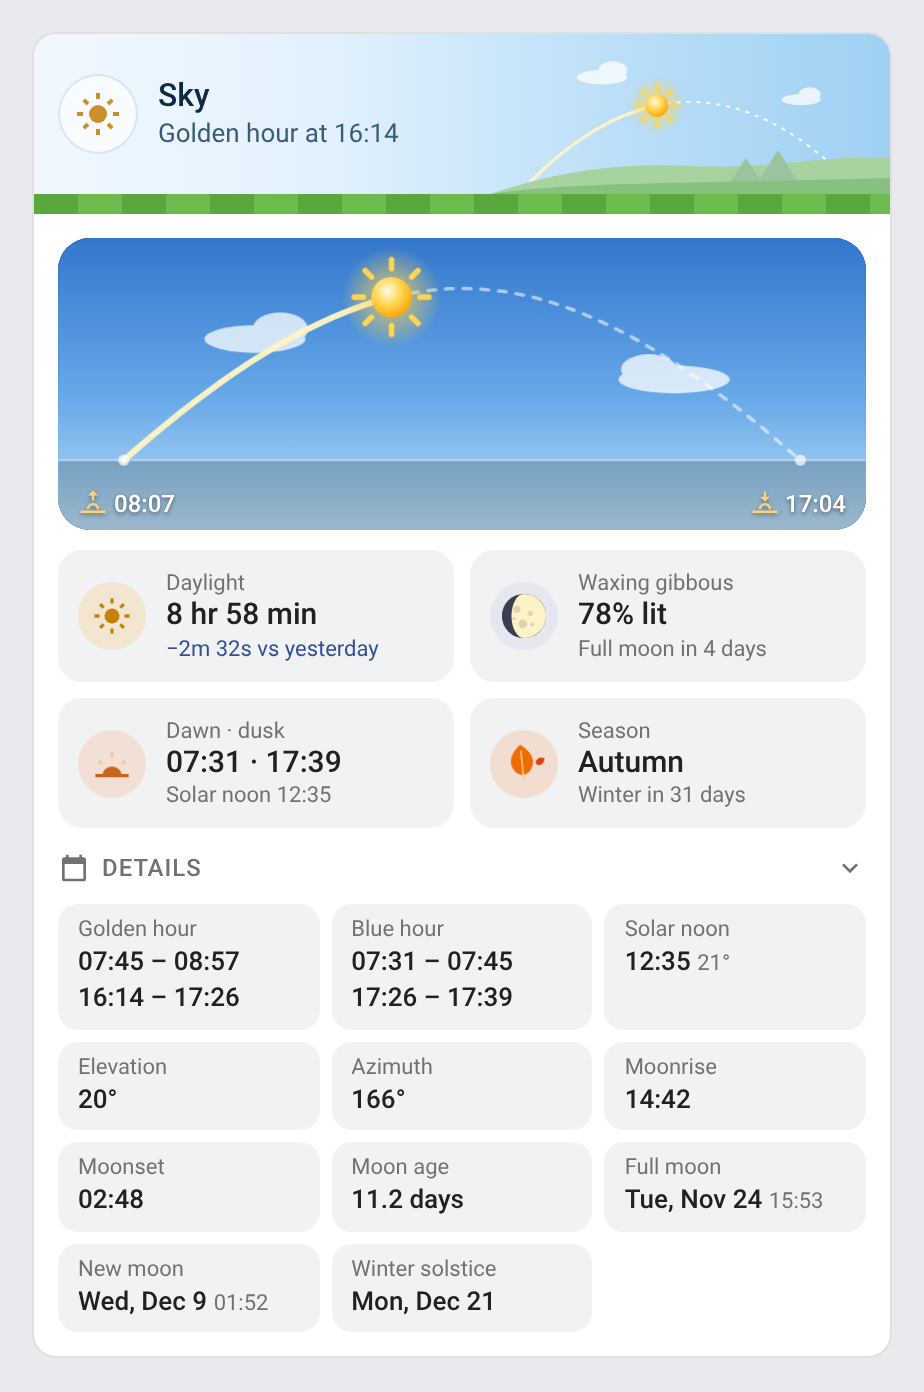 Sky
Golden hour at 16:14
08:07
17:04
Daylight
8 hr 58 min
−2m 32s vs yesterday
Waxing gibbous
78% lit
Full moon in 4 days
Dawn · dusk
07:31 · 17:39
Solar noon 12:35
Season
Autumn
Winter in 31 days
DETAILS
Golden hour
07:45 – 08:57
16:14 – 17:26
Blue hour
07:31 – 07:45
17:26 – 17:39
Solar noon
12:35 21°
Elevation
20°
Azimuth
166°
Moonrise
14:42
Moonset
02:48
Moon age
11.2 days
Full moon
Tue, Nov 24 15:53
New moon
Wed, Dec 9 01:52
Winter solstice
Mon, Dec 21